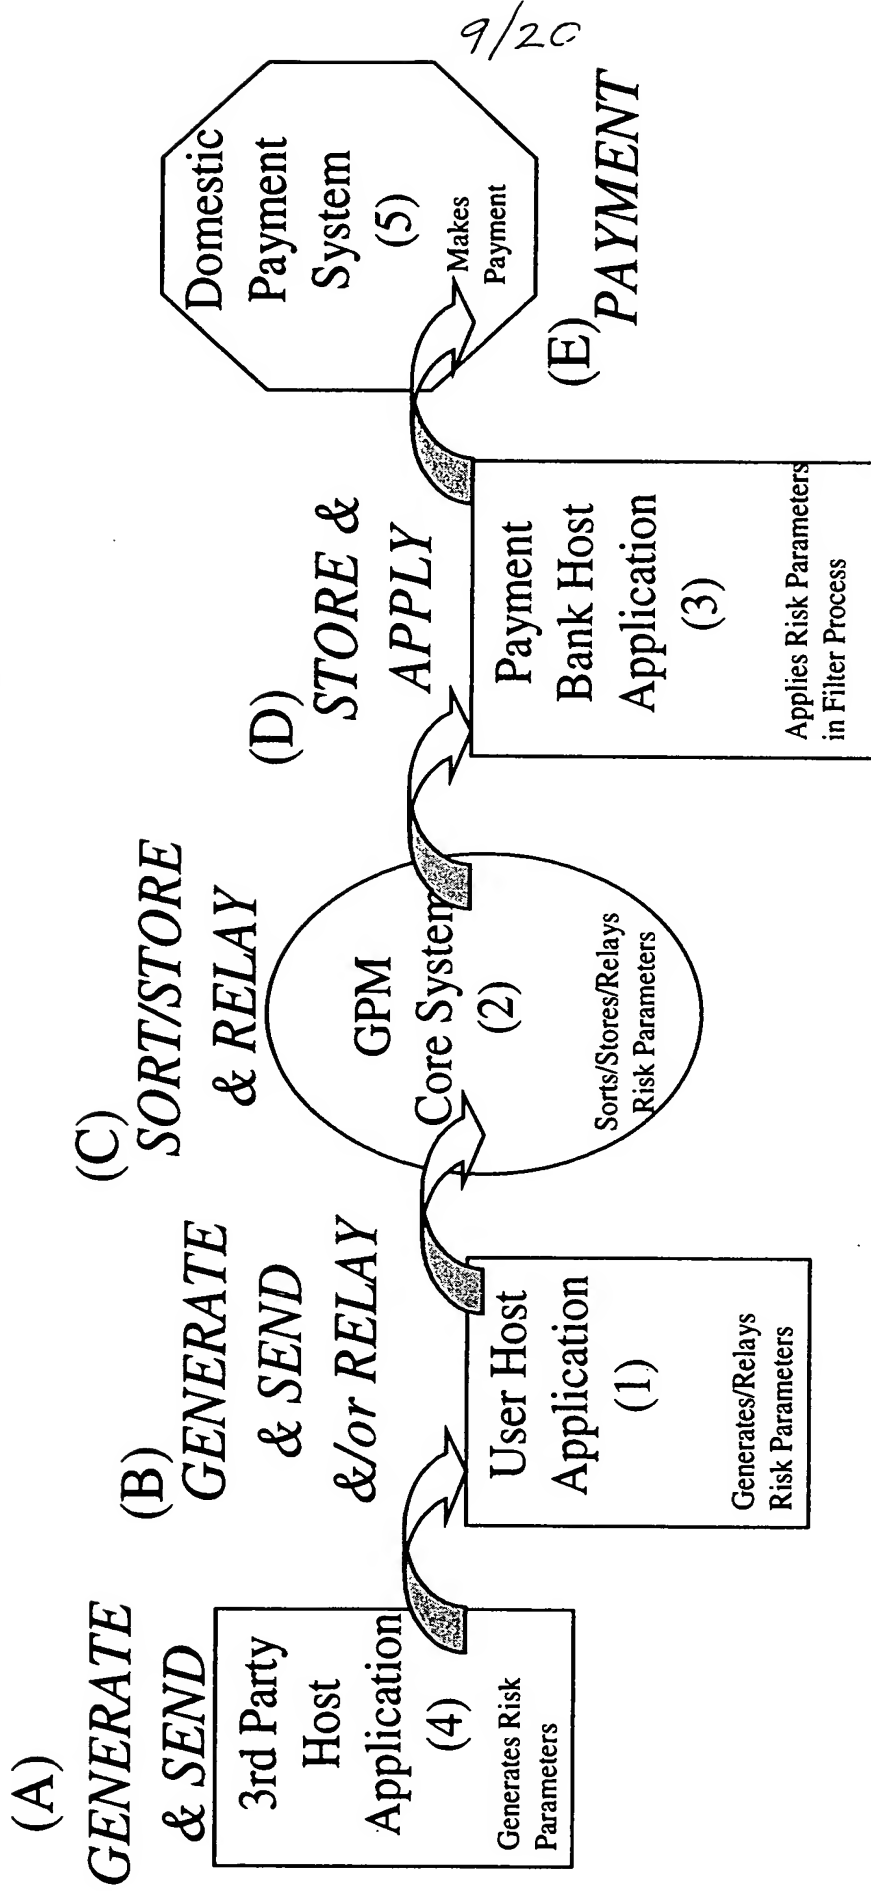 (A)
GENERATE
& SEND
3rd Party
Host
Application
(4)
Generates Risk
Parameters
(B)
GENERATE
& SEND
&/or RELAY
User Host
Application
(1)
Generates/Relays
Risk Parameters
(C)
SORT/STORE
& RELAY
GPM
Core System
(2)
Sorts/Stores/Relays
Risk Parameters
(D)
STORE &
APPLY
Payment
Bank Host
Application
(3)
Applies Risk Parameters
in Filter Process
Domestic
Payment
System
(5)
Makes
Payment
(E)
PAYMENT
9/20